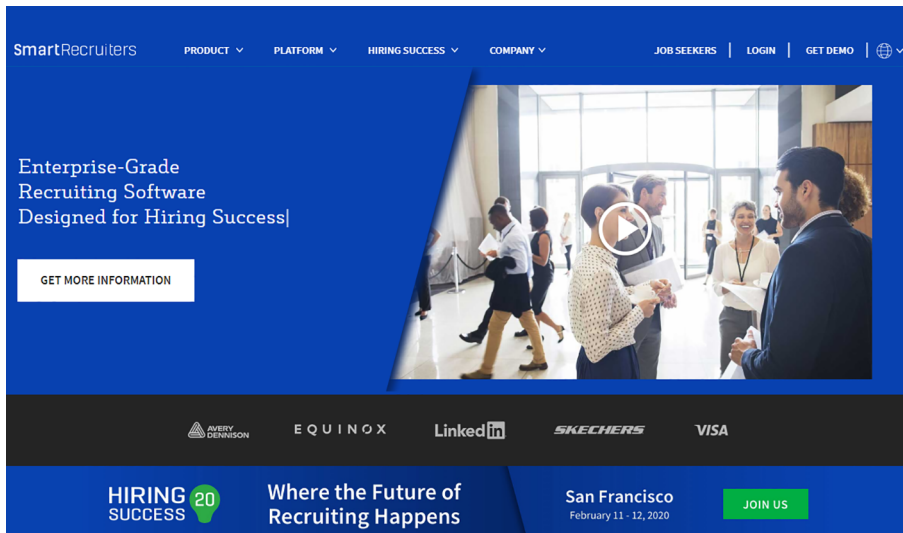 SmartRecruiters PRODUCT PLATFORM HIRING SUCCESS COMPANY JOB SEEKERS LOGIN GET DEMO
Enterprise-Grade
Recruiting Software
Designed for Hiring Success
GET MORE INFORMATION
AVERY
DENNISON
EQUINOX
LinkedIn
SKECHERS
VISA
HIRING
SUCCESS
20
Where the Future of
Recruiting Happens
San Francisco
February 11 - 12, 2020
JOIN US